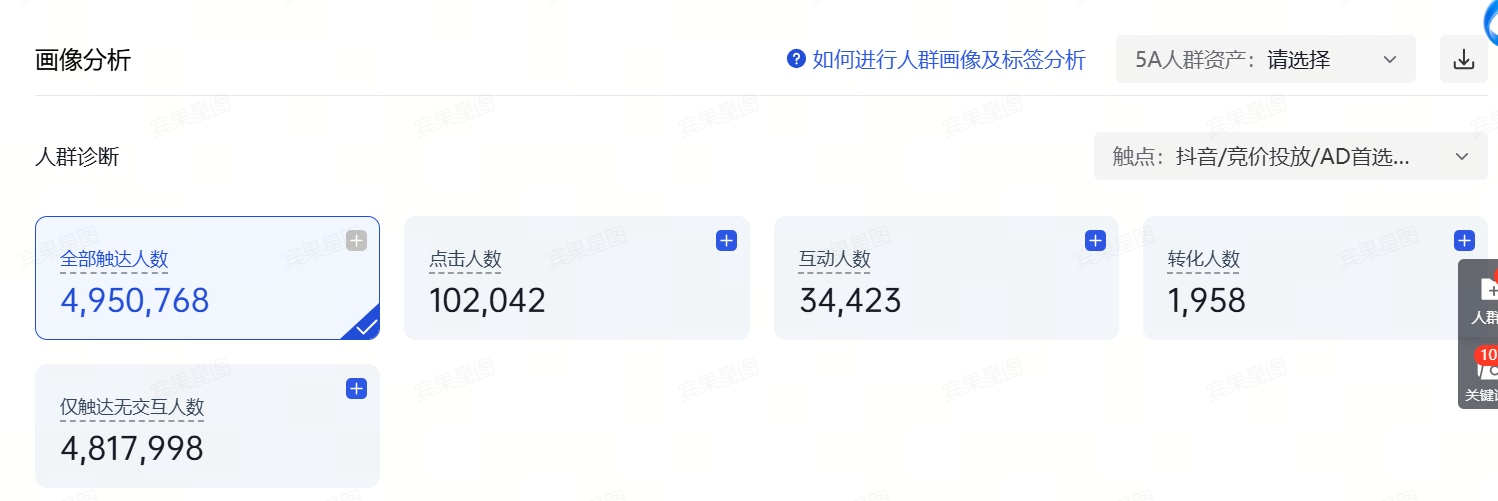 画像分析
如何进行人群画像及标签分析
5A人群资产：请选择
人群诊断
触点：抖音/竞价投放/AD首选...
全部触达人数
4,950,768
点击人数
102,042
互动人数
34,423
转化人数
1,958
人群
10
关键
仅触达无交互人数
4,817,998
宾果星图